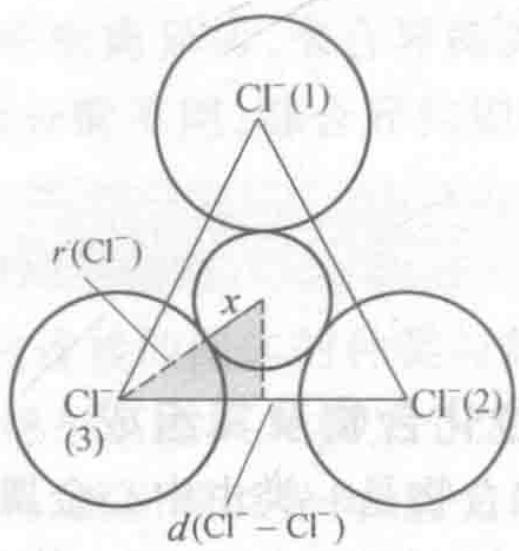 Cl⁻(1)
r(Cl⁻)
x
Cl⁻
(3)
Cl⁻(2)
d(Cl⁻－Cl⁻)